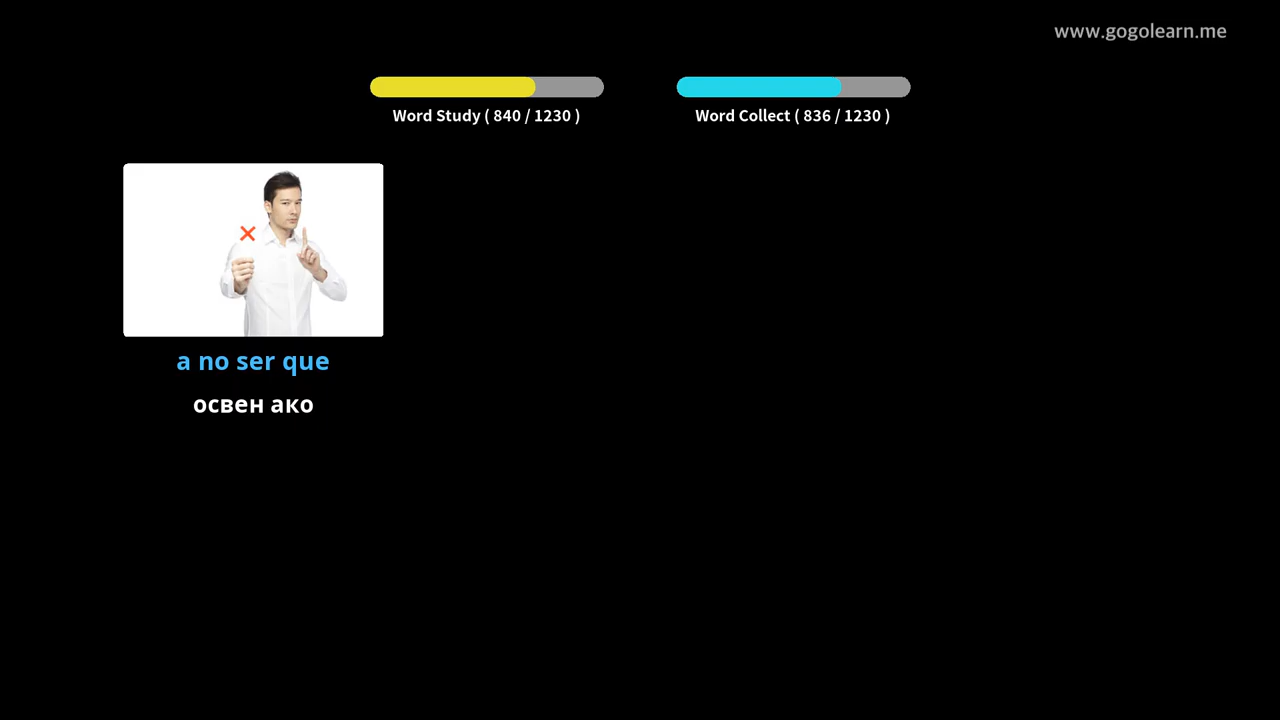 www.gogolearn.me
Word Study ( 840 / 1230 )
Word Collect ( 836 / 1230 )
a no ser que
освен ако